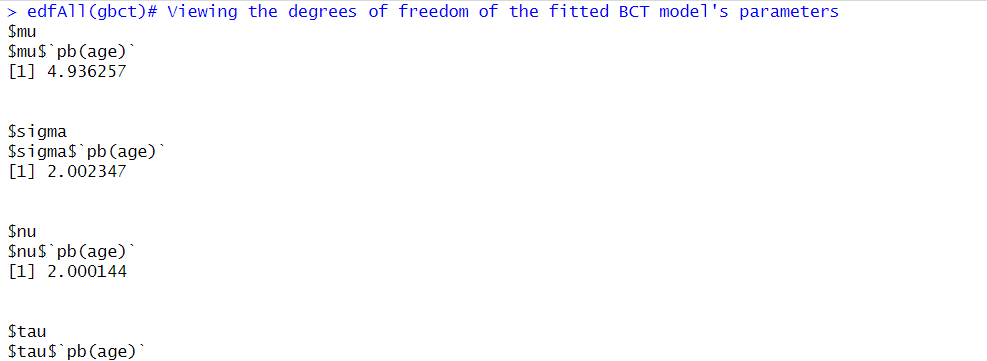 > edfAll(gbct)# Viewing the degrees of freedom of the fitted BCT model's parameters
$mu
$mu$`pb(age)`
[1] 4.936257
$sigma
$sigma$`pb(age)`
[1] 2.002347
$nu
$nu$`pb(age)`
[1] 2.000144
$tau
$tau$`pb(age)`